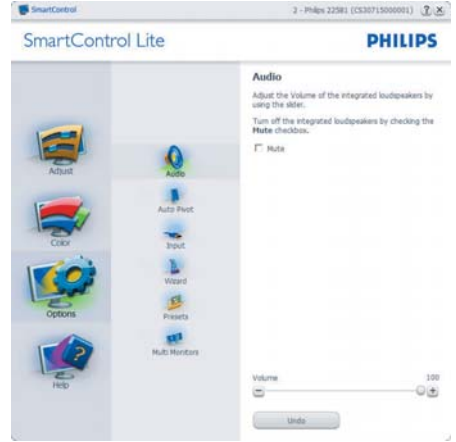 SmartControl
2 - Philips 225B1 (CS30715000001)
SmartControl Lite
PHILIPS
Adjust
Color
Options
Help
Audio
Auto Pivot
Input
Wizard
Presets
Multi Monitors
Audio
Adjust the Volume of the integrated loudspeakers by
using the slider.
Turn off the integrated loudspeakers by checking the
Mute checkbox.
Mute
Volume
100
Undo